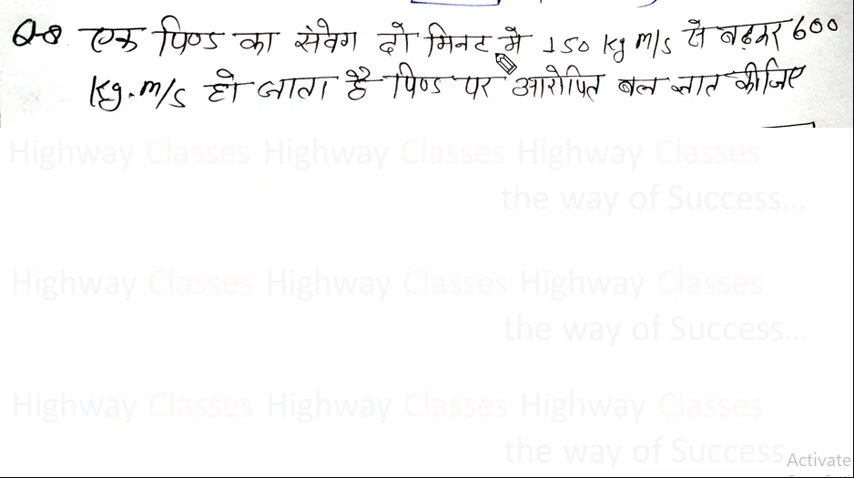 Q-8 एक पिण्ड का संवेग दो मिनट में 150 kg m/s से बढ़कर 600
kg.m/s हो जाता है पिण्ड पर आरोपित बल ज्ञात कीजिए
Highway Classes Highway Classes Highway Classes
the way of Success...
Highway Classes Highway Classes Highway Classes
the way of Success...
Highway Classes Highway Classes Highway Classes
the way of Success
Activate